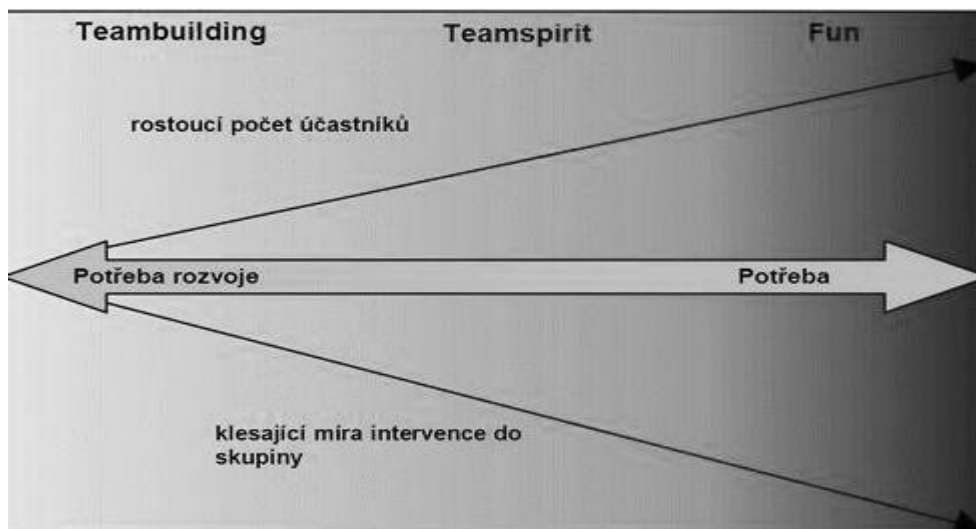 Teambuilding Teamspirit Fun
rostoucí počet účastníků
Potřeba rozvoje Potřeba
klesající míra intervence do
skupiny